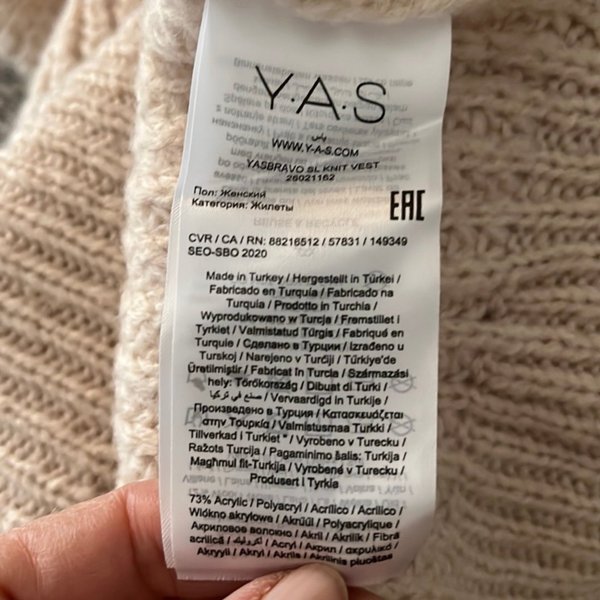 Y.A.S
ياس
WWW.Y-A-S.COM
YASBRAVO SL KNIT VEST
26021162
Пол: Женский
Категория: Жилеты
EAC
CVR / CA / RN: 88216512 / 57831 / 149349
SEO-SBO 2020
Made in Turkey / Hergestellt in Türkei /
Fabricado en Turquía / Fabricado na
Turquia / Prodotto in Turchia /
Wyprodukowano w Turcja / Fremstillet i
Tyrkiet / Valmistatud Türgis / Fabriqué en
Turquie / Сделано в Турции / Izrađeno u
Turskoj / Narejeno v Turčiji / Türkiye'de
Üretilmiştir / Fabricat în Turcia / Származási
hely: Törökország / Dibuat di Turki /
صنع في تركيا / Vervaardigd in Turkije /
Произведено в Турция / Κατασκευάζεται
στην Τουρκία / Valmistusmaa Turkki /
Tillverkad i Turkiet " / Vyrobeno v Turecku /
Ražots Turcija / Pagaminimo šalis: Turkija /
Magħmul fit-Turkija / Vyrobené v Turecku /
Produsert i Tyrkia
73% Acrylic / Polyacryl / Acrílico / Acrilico /
Włókno akrylowe / Akrüül / Polyacrylique /
Акриловое волокно / Akril / Akrilik / Fibră
acrilică / أكريليك / Acryl / Акрил / ακρυλικό /
Akryyli / Akryl / Akrils / Akrilinis pluoštas